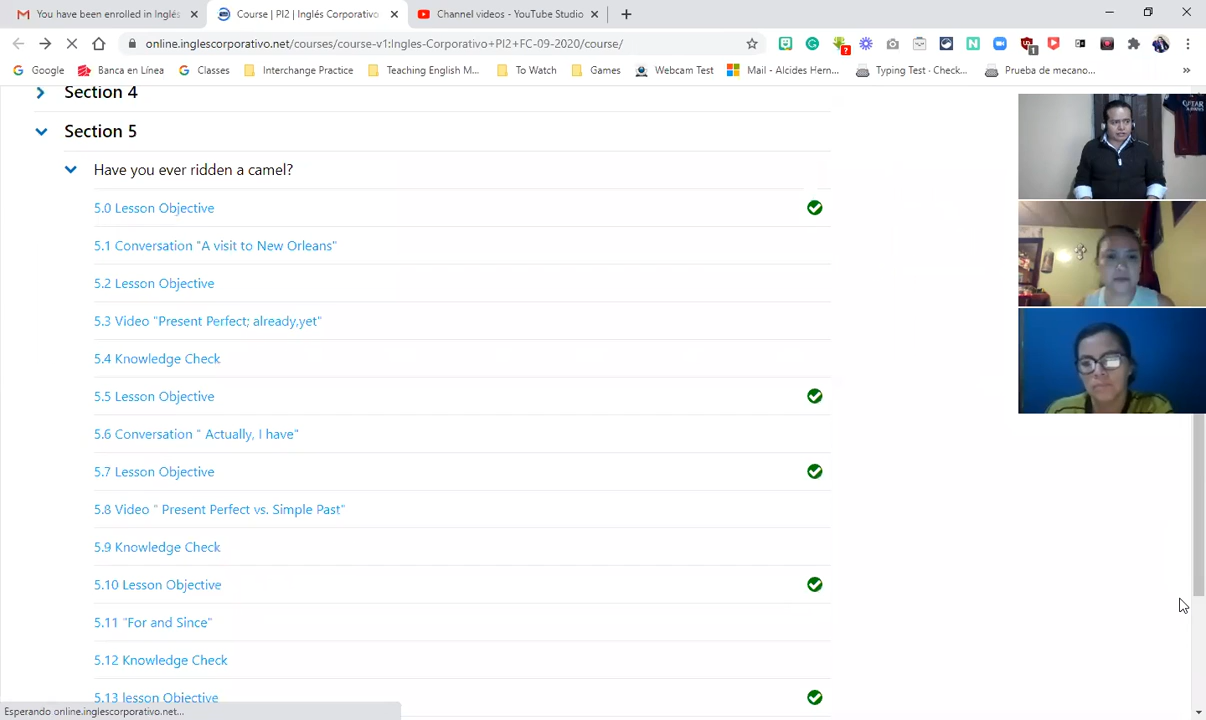 You have been enrolled in Inglés
Course | PI2 | Inglés Corporativo
Channel videos - YouTube Studio
online.inglescorporativo.net/courses/course-v1:Ingles-Corporativo+PI2+FC-09-2020/course/
Google
Banca en Línea
Classes
Interchange Practice
Teaching English M...
To Watch
Games
Webcam Test
Mail - Alcides Hern...
Typing Test · Check...
Prueba de mecano...
Section 4
Section 5
Have you ever ridden a camel?
5.0 Lesson Objective
5.1 Conversation "A visit to New Orleans"
5.2 Lesson Objective
5.3 Video "Present Perfect; already,yet"
5.4 Knowledge Check
5.5 Lesson Objective
5.6 Conversation " Actually, I have"
5.7 Lesson Objective
5.8 Video " Present Perfect vs. Simple Past"
5.9 Knowledge Check
5.10 Lesson Objective
5.11 "For and Since"
5.12 Knowledge Check
5.13 lesson Objective
Esperando online.inglescorporativo.net...
QATAR